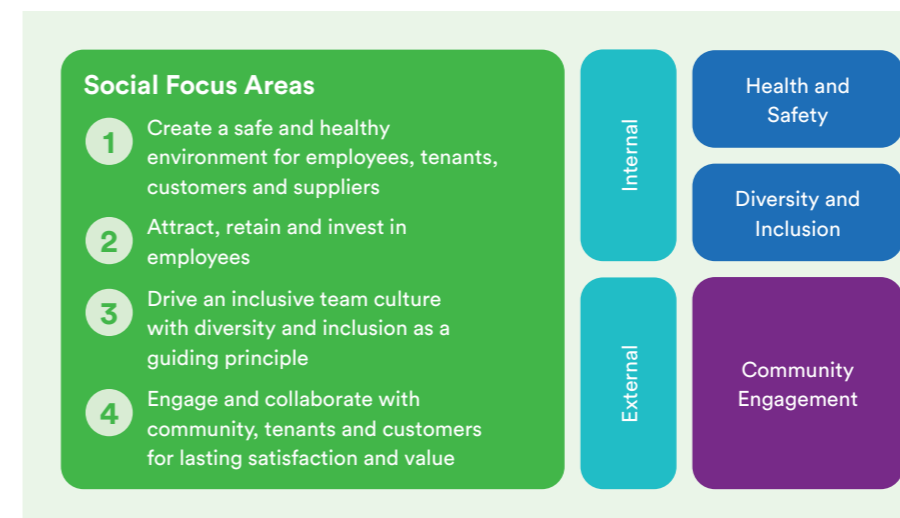 Social Focus Areas
1
Create a safe and healthy
environment for employees, tenants,
customers and suppliers
2
Attract, retain and invest in
employees
3
Drive an inclusive team culture
with diversity and inclusion as a
guiding principle
4
Engage and collaborate with
community, tenants and customers
for lasting satisfaction and value
Internal
External
Health and
Safety
Diversity and
Inclusion
Community
Engagement